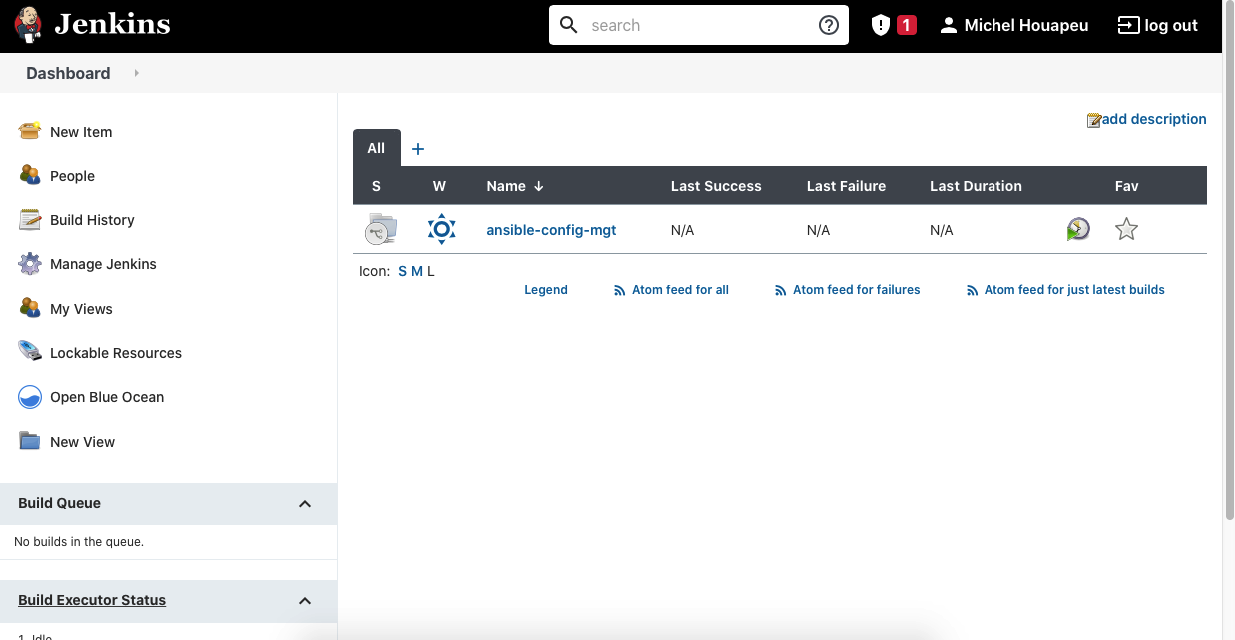 Jenkins
search
1
Michel Houapeu
log out
Dashboard
New Item
People
Build History
Manage Jenkins
My Views
Lockable Resources
Open Blue Ocean
New View
Build Queue
No builds in the queue.
Build Executor Status
1 Idle
add description
All +
S W Name ↓ Last Success Last Failure Last Duration Fav
ansible-config-mgt N/A N/A N/A
Icon: S M L
Legend Atom feed for all Atom feed for failures Atom feed for just latest builds